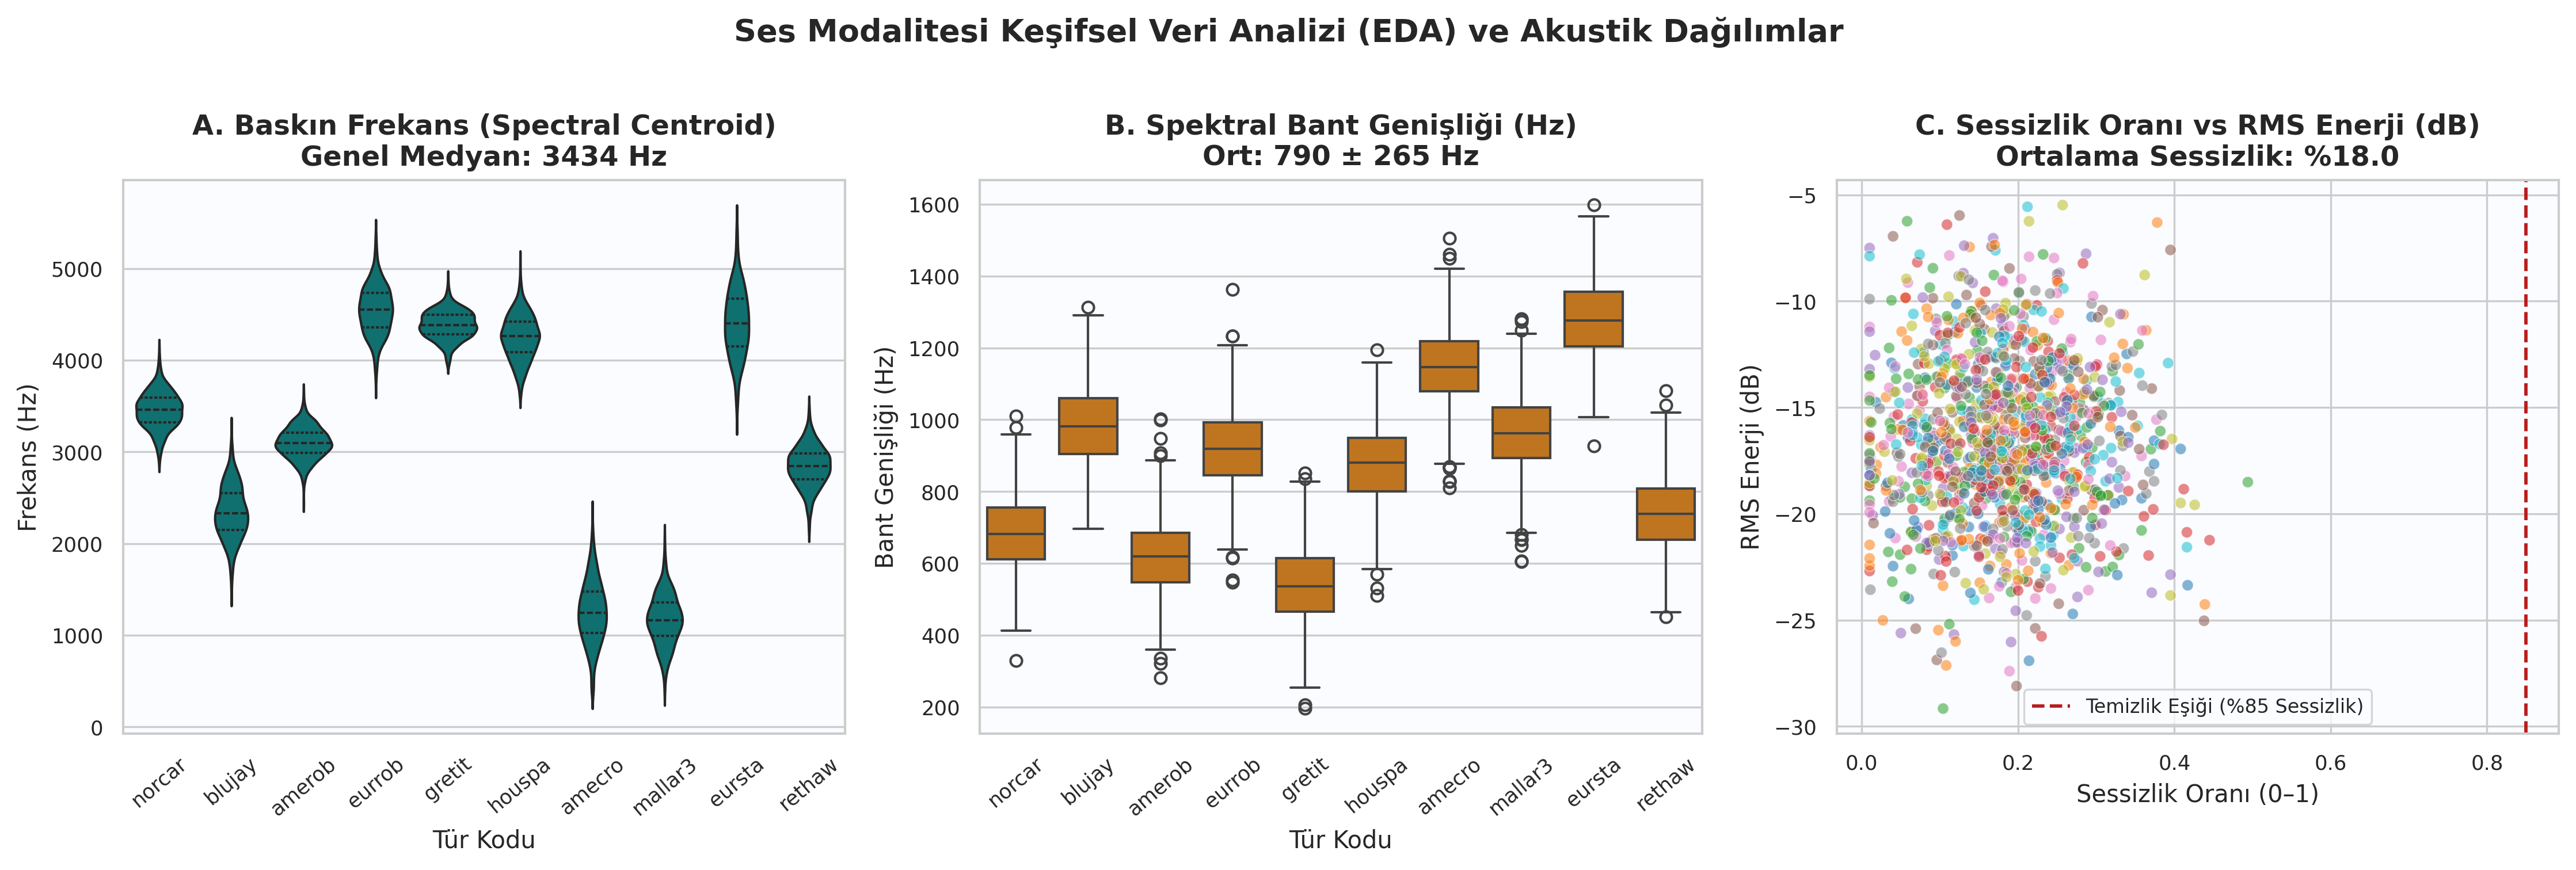 Ses Modalitesi Keşifsel Veri Analizi (EDA) ve Akustik Dağılımlar
A. Baskın Frekans (Spectral Centroid)
Genel Medyan: 3434 Hz
Frekans (Hz)
5000
4000
3000
2000
1000
0
norcar
blujay
amerob
eurrob
gretit
houspa
amecro
mallar3
eursta
rethaw
Tür Kodu
B. Spektral Bant Genişliği (Hz)
Ort: 790 ± 265 Hz
Bant Genişliği (Hz)
1600
1400
1200
1000
800
600
400
200
norcar
blujay
amerob
eurrob
gretit
houspa
amecro
mallar3
eursta
rethaw
Tür Kodu
C. Sessizlik Oranı vs RMS Enerji (dB)
Ortalama Sessizlik: %18.0
RMS Enerji (dB)
−5
−10
−15
−20
−25
−30
Temizlik Eşiği (%85 Sessizlik)
0.0
0.2
0.4
0.6
0.8
Sessizlik Oranı (0–1)